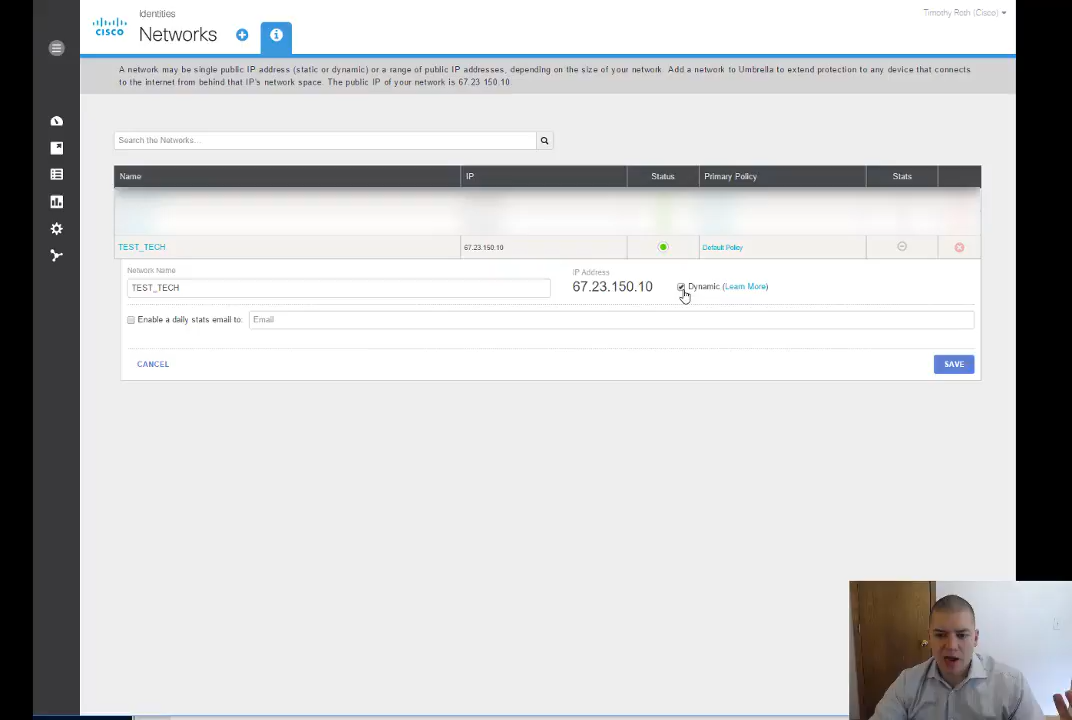 Identities
Timothy Roth (Cisco)
CISCO
Networks
A network may be single public IP address (static or dynamic) or a range of public IP addresses, depending on the size of your network. Add a network to Umbrella to extend protection to any device that connects
to the internet from behind that IP's network space. The public IP of your network is 67.23.150.10.
Search the Networks...
Name IP Status Primary Policy Stats
TEST_TECH 67.23.150.10 Default Policy
Network Name IP Address
TEST_TECH 67.23.150.10 Dynamic (Learn More)
Enable a daily stats email to: Email
CANCEL SAVE